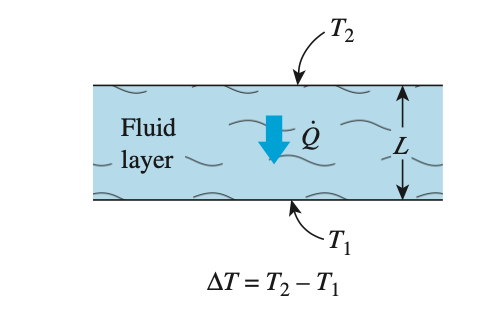 T₂
Fluid
layer
Q̇
L
T₁
ΔT = T₂ − T₁